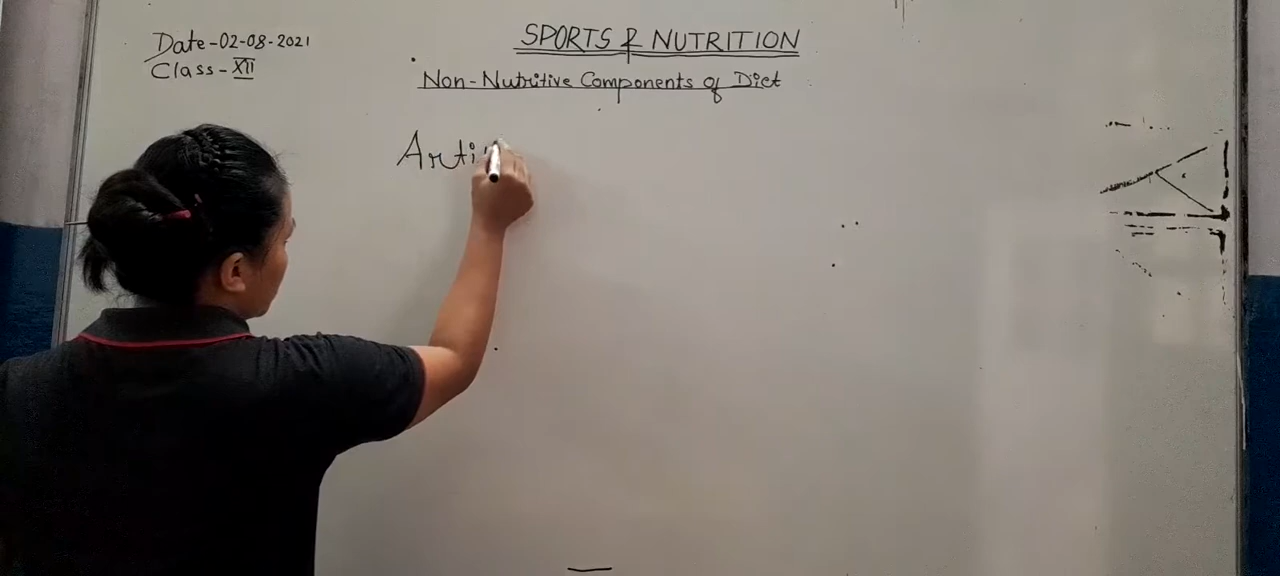 Date-02-08-2021
Class-XII
SPORTS & NUTRITION
Non-Nutritive Components of Diet
Arti